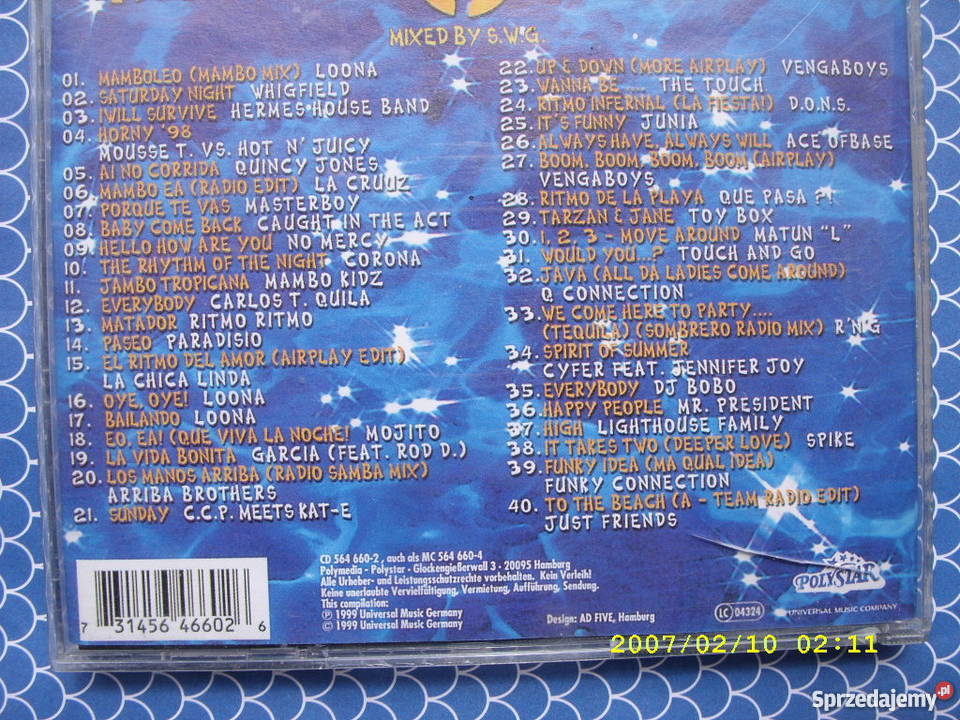 MIXED BY S.W.G.
01. MAMBOLEO (MAMBO MIX) LOONA
02. SATURDAY NIGHT WHIGFIELD
03. I WILL SURVIVE HERMES HOUSE BAND
04. HORNY '98
MOUSSE T. VS. HOT N' JUICY
05. AI NO CORRIDA QUINCY JONES
06. MAMBO EA (RADIO EDIT) LA CRUUZ
07. PORQUE TE VAS MASTERBOY
08. BABY COME BACK CAUGHT IN THE ACT
09. HELLO HOW ARE YOU NO MERCY
10. THE RHYTHM OF THE NIGHT CORONA
11. JAMBO TROPICANA MAMBO KIDZ
12. EVERYBODY CARLOS T. QUILA
13. MATADOR RITMO RITMO
14. PASEO PARADISIO
15. EL RITMO DEL AMOR (AIRPLAY EDIT)
LA CHICA LINDA
16. OYE, OYE! LOONA
17. BAILANDO LOONA
18. EO, EA! (QUE VIVA LA NOCHE! MOJITO
19. LA VIDA BONITA GARCIA (FEAT. ROD D.)
20. LOS MANOS ARRIBA (RADIO SAMBA MIX)
ARRIBA BROTHERS
21. SUNDAY C.C.P. MEETS KAT-E
22. UP & DOWN (MORE AIRPLAY) VENGABOYS
23. WANNA BE .... THE TOUCH
24. RITMO INFERNAL (LA FIESTA!) D.O.N.S.
25. IT'S FUNNY JUNIA
26. ALWAYS HAVE, ALWAYS WILL ACE OFBASE
27. BOOM, BOOM, BOOM, BOOM (AIRPLAY)
VENGABOYS
28. RITMO DE LA PLAYA QUE PASA ?!
29. TARZAN & JANE TOY BOX
30. 1, 2, 3 - MOVE AROUND MATUN "L"
31. WOULD YOU...? TOUCH AND GO
32. JAVA (ALL DA LADIES COME AROUND)
Q CONNECTION
33. WE COME HERE TO PARTY....
(TEQUILA) (SOMBRERO RADIO MIX) R'N'G
34. SPIRIT OF SUMMER
CYFER FEAT. JENNIFER JOY
35. EVERYBODY DJ BOBO
36. HAPPY PEOPLE MR. PRESIDENT
37. HIGH LIGHTHOUSE FAMILY
38. IT TAKES TWO (DEEPER LOVE) SPIKE
39. FUNKY IDEA (MA QUAL IDEA)
FUNKY CONNECTION
40. TO THE BEACH (A - TEAM RADIO EDIT)
JUST FRIENDS
7 31456 46602 6
CD 564 660-2, auch als MC 564 660-4
Polymedia - Polystar - Glockengießerwall 3 - 20095 Hamburg
Alle Urheber- und Leistungsschutzrechte vorbehalten. Kein Verleih!
Keine unerlaubte Vervielfältigung, Vermietung, Aufführung, Sendung.
This compilation:
℗ 1999 Universal Music Germany
© 1999 Universal Music Germany
Design: AD FIVE, Hamburg
POLYSTAR
LC 04324
UNIVERSAL MUSIC COMPANY
2007/02/10 02:11
Sprzedajemy.pl